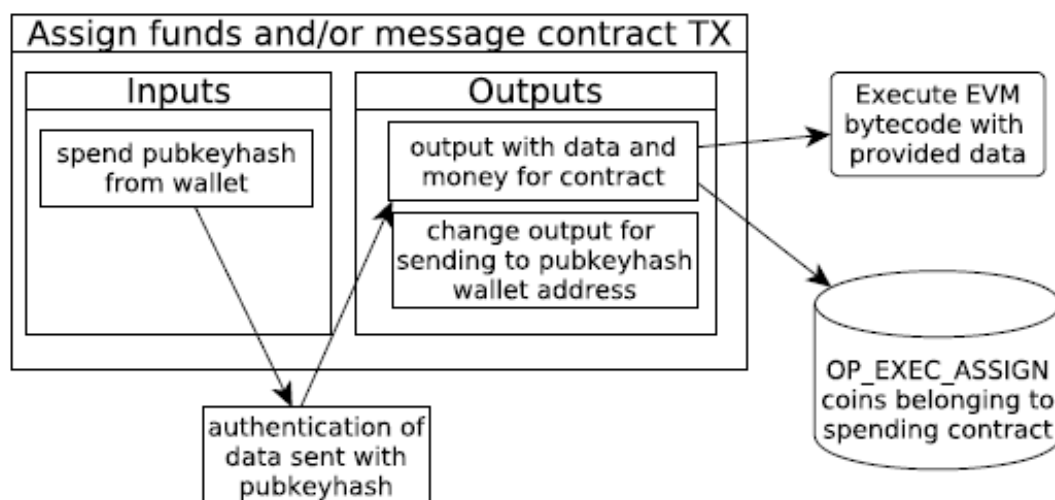 Assign funds and/or message contract TX
Inputs
spend pubkeyhash
from wallet
Outputs
output with data and
money for contract
change output for
sending to pubkeyhash
wallet address
Execute EVM
bytecode with
provided data
OP_EXEC_ASSIGN
coins belonging to
spending contract
authentication of
data sent with
pubkeyhash